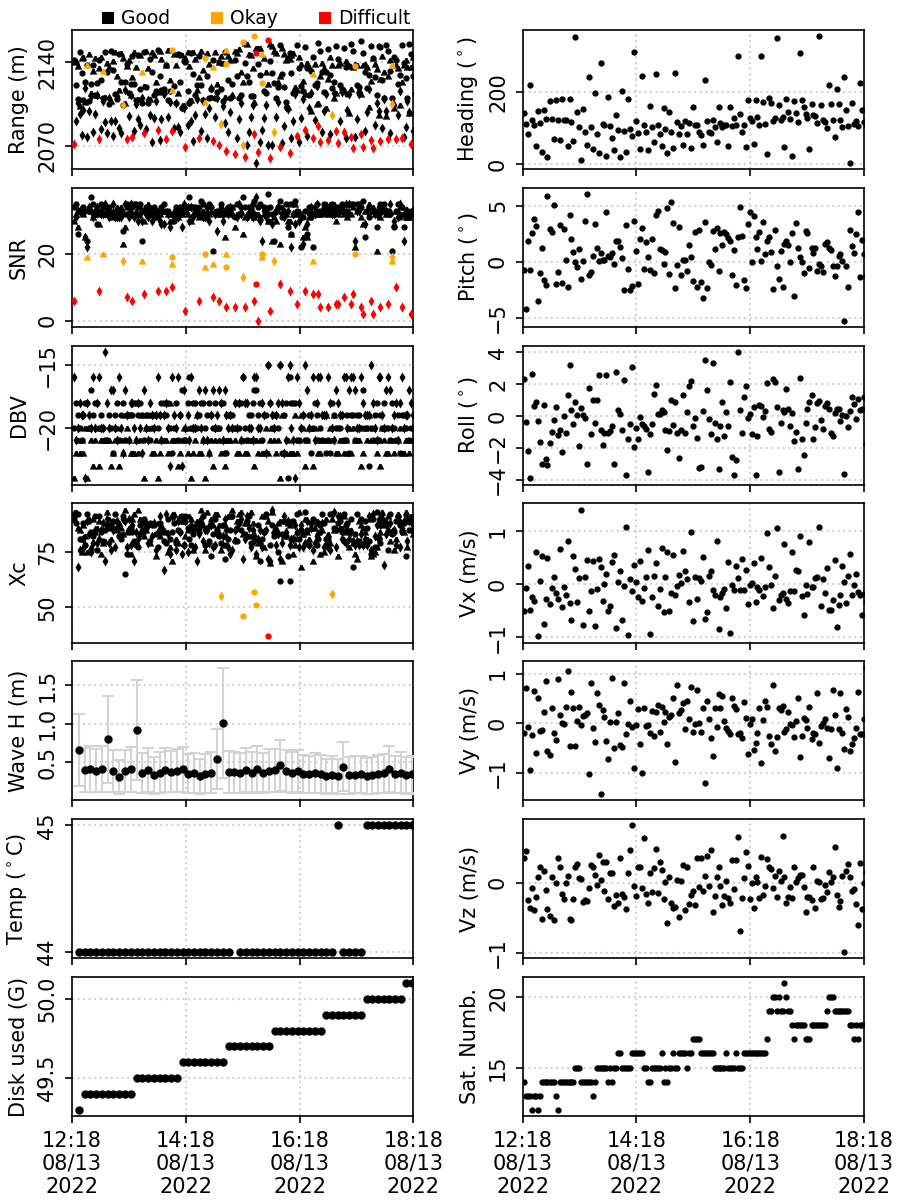 Good Okay Difficult
Range (m)
2140
2070
Heading (°)
200
0
SNR
20
0
Pitch (°)
5
0
−5
DBV
−15
−20
Roll (°)
4
2
0
−2
−4
Xc
75
50
Vx (m/s)
1
0
−1
Wave H (m)
1.5
1.0
0.5
Vy (m/s)
1
0
−1
Temp (°C)
45
44
Vz (m/s)
0
−1
Disk used (G)
50.0
49.5
Sat. Numb.
20
15
12:18 14:18 16:18 18:18 12:18 14:18 16:18 18:18
08/13 08/13 08/13 08/13 08/13 08/13 08/13 08/13
2022 2022 2022 2022 2022 2022 2022 2022